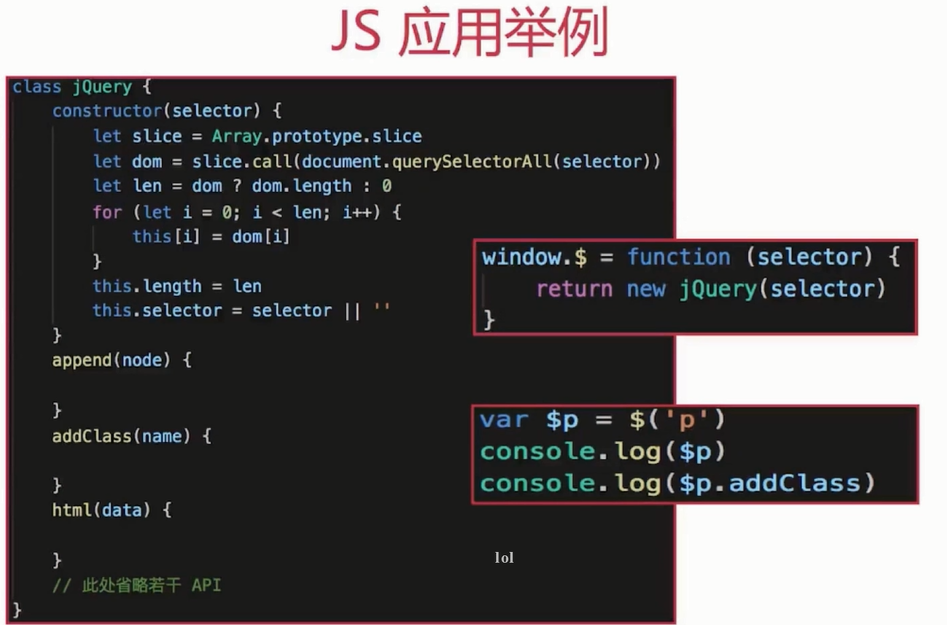 JS 应用举例
class jQuery {
constructor(selector) {
let slice = Array.prototype.slice
let dom = slice.call(document.querySelectorAll(selector))
let len = dom ? dom.length : 0
for (let i = 0; i < len; i++) {
this[i] = dom[i]
}
this.length = len
this.selector = selector || ''
}
append(node) {
}
addClass(name) {
}
html(data) {
}
// 此处省略若干 API
}
window.$ = function (selector) {
return new jQuery(selector)
}
var $p = $('p')
console.log($p)
console.log($p.addClass)
lol